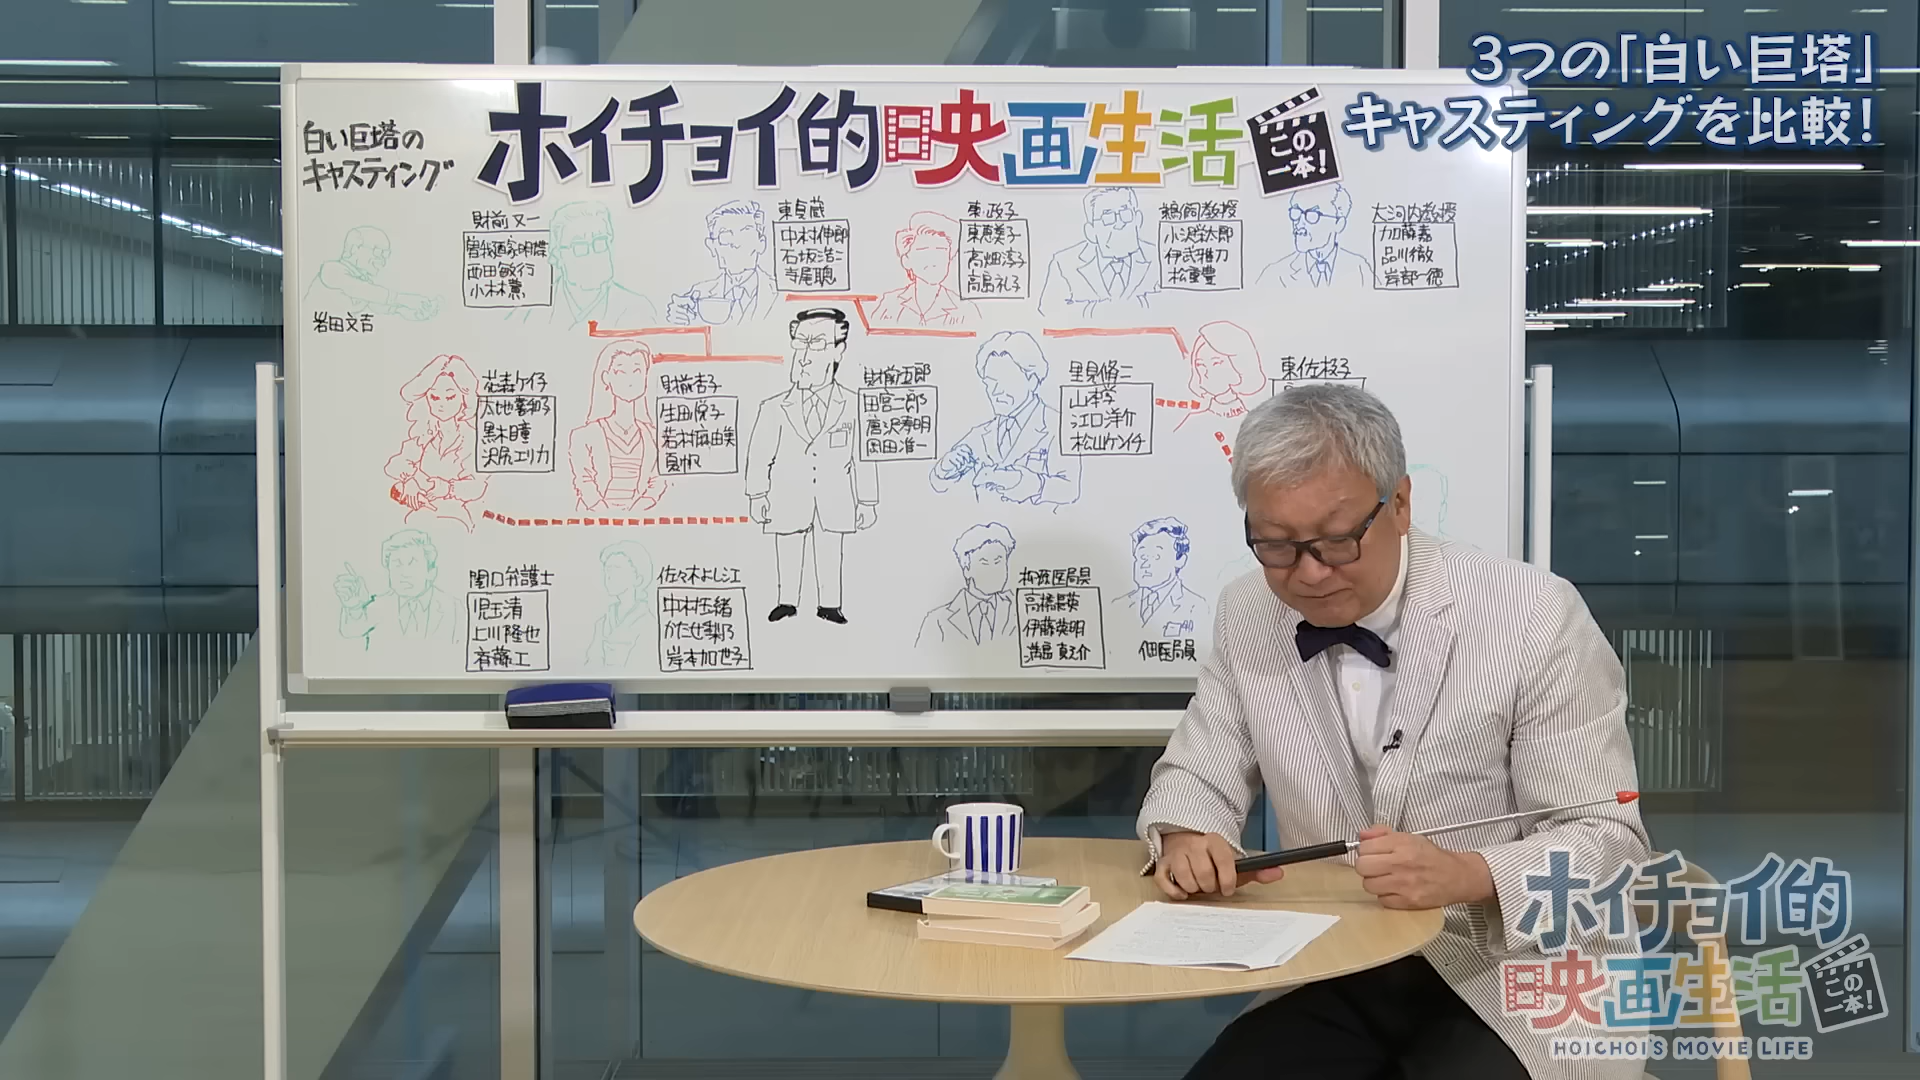 3つの「白い巨塔」
キャスティングを比較!
白い巨塔の
キャスティング
ホイチョイ的映画生活
この
一本!
財前又一
曽我廼家明蝶
西田敏行
小林薫
東貞蔵
中村伸郎
石坂浩二
寺尾聰
東政子
東恵美子
高畑淳子
高島礼子
鵜飼教授
小沢栄太郎
伊武雅刀
松重豊
大河内教授
加藤嘉
品川徹
岸部一徳
岩田文吉
花森ケイ子
太地喜和子
黒木瞳
沢尻エリカ
財前杏子
生田悦子
若村麻由美
夏帆
財前五郎
田宮二郎
唐沢寿明
岡田准一
里見脩二
山本学
江口洋介
松山ケンイチ
東佐枝子
関口弁護士
児玉清
上川隆也
斉藤工
佐々木よし江
中村玉緒
かたせ梨乃
岸本加世子
医局員
高橋長英
伊藤英明
満島真之介
佃医局員
ホイチョイ的
映画生活
この
一本!
HOICHOI'S MOVIE LIFE